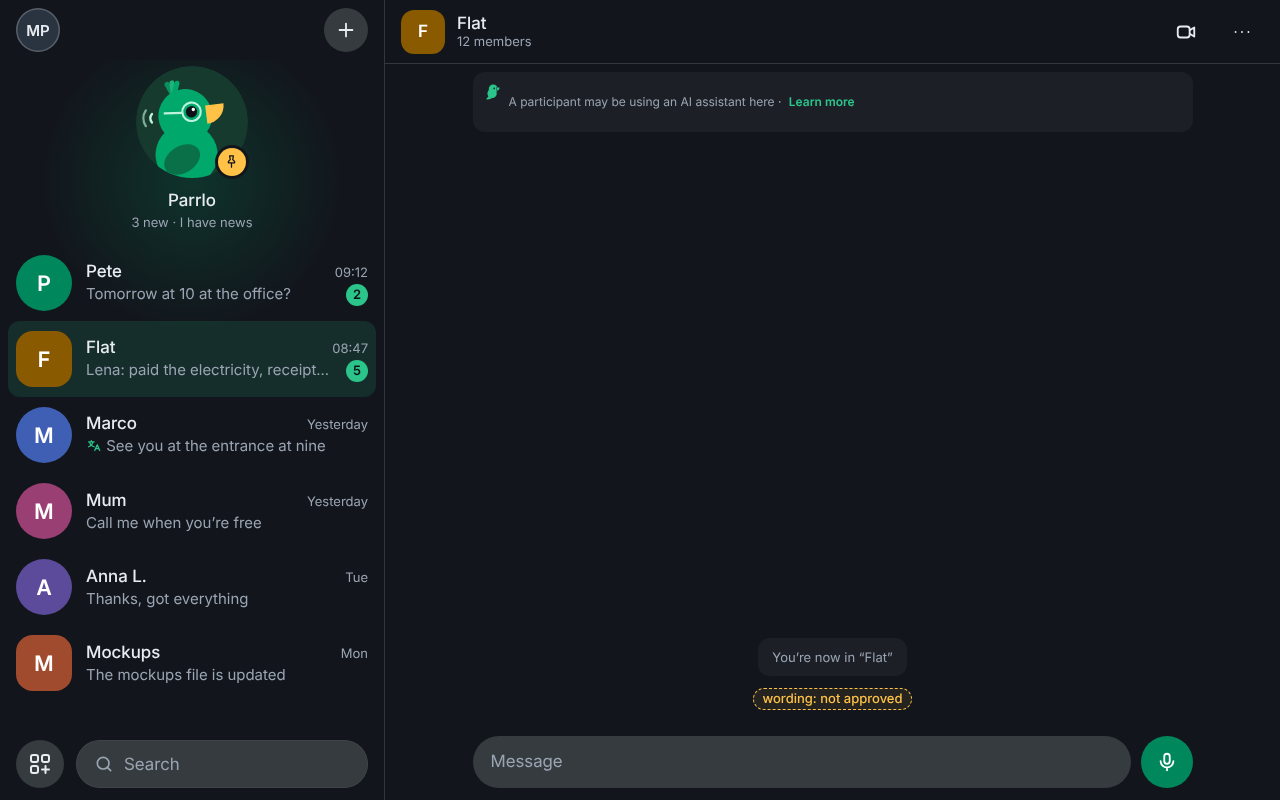 MP
Parrlo
3 new · I have news
P
Pete
09:12
Tomorrow at 10 at the office?
2
F
Flat
08:47
Lena: paid the electricity, receipt...
5
M
Marco
Yesterday
See you at the entrance at nine
M
Mum
Yesterday
Call me when you’re free
A
Anna L.
Tue
Thanks, got everything
M
Mockups
Mon
The mockups file is updated
Search
F
Flat
12 members
A participant may be using an AI assistant here · Learn more
You’re now in “Flat”
wording: not approved
Message